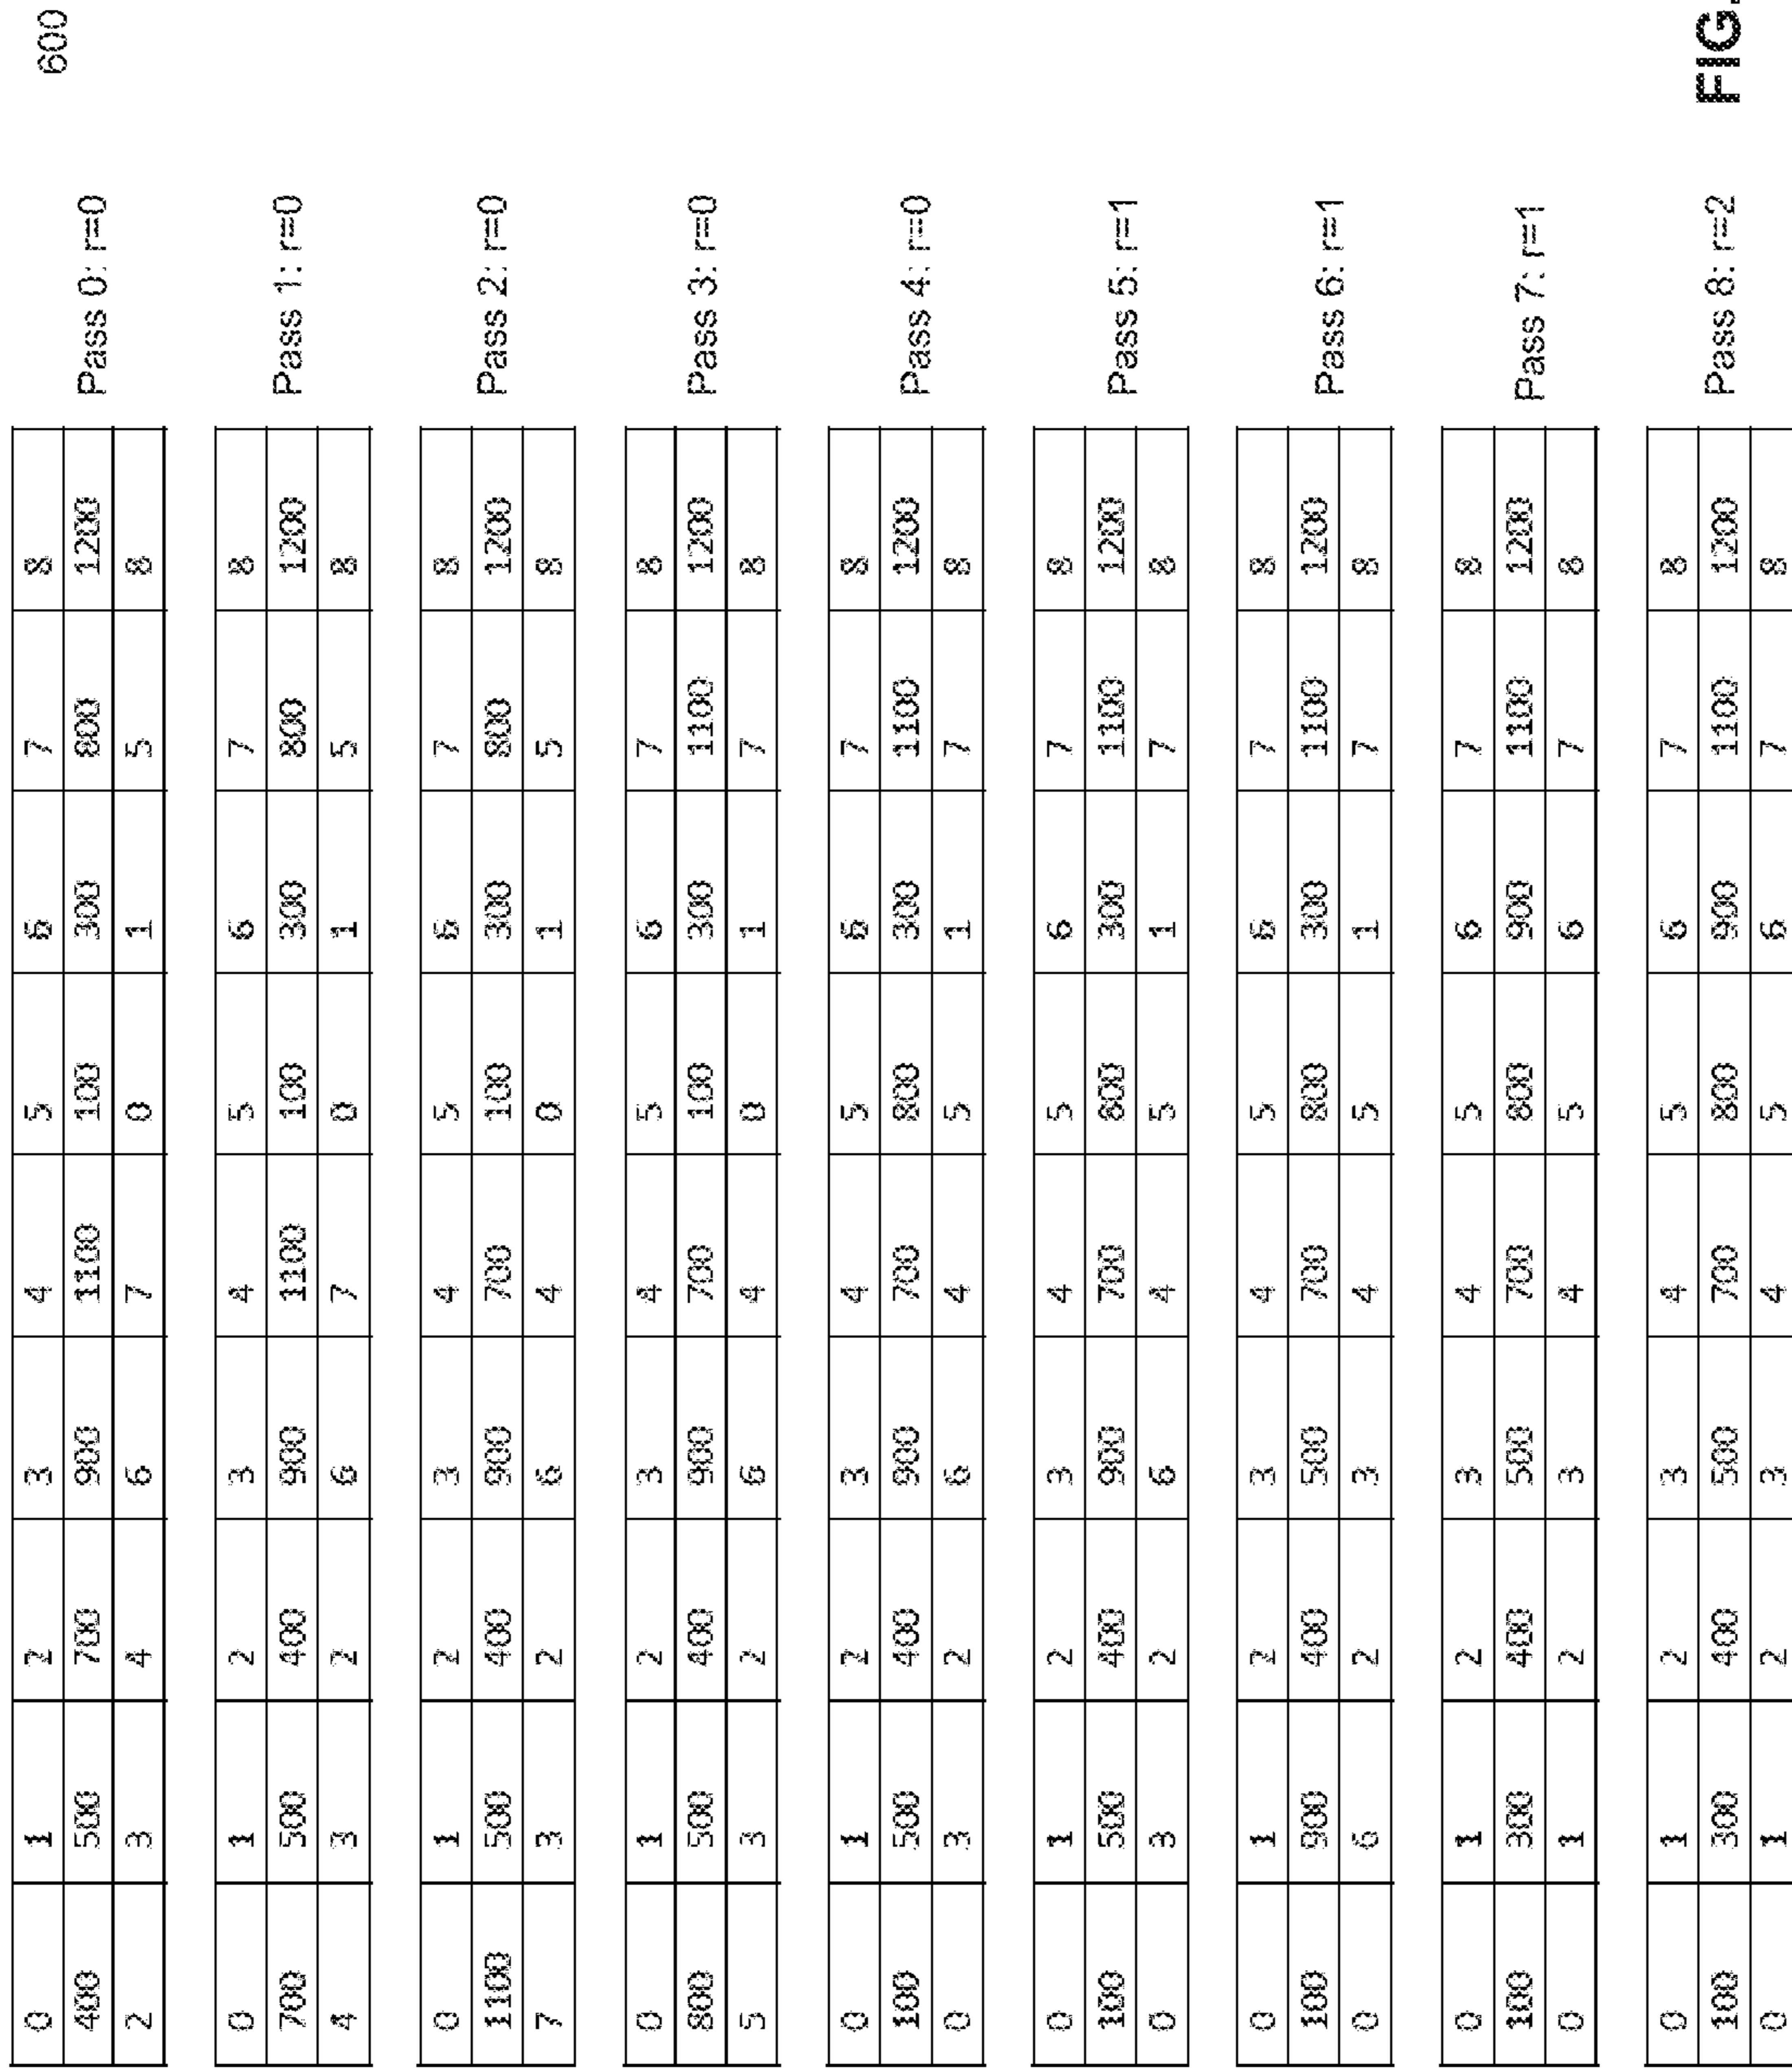 600
0 1 2 3 4 5 6 7 8
400 500 700 900 1100 100 300 800 1200 Pass 0: r=0
2 3 4 6 7 0 1 5 8
0 1 2 3 4 5 6 7 8
700 500 400 900 1100 100 300 800 1200 Pass 1: r=0
4 3 2 6 7 0 1 5 8
0 1 2 3 4 5 6 7 8
1100 500 400 900 700 100 300 800 1200 Pass 2: r=0
7 3 2 6 4 0 1 5 8
0 1 2 3 4 5 6 7 8
800 500 400 900 700 100 300 1100 1200 Pass 3: r=0
5 3 2 6 4 0 1 7 8
0 1 2 3 4 5 6 7 8
100 500 400 900 700 800 300 1100 1200 Pass 4: r=0
0 3 2 6 4 5 1 7 8
0 1 2 3 4 5 6 7 8
100 500 400 900 700 800 300 1100 1200 Pass 5: r=1
0 3 2 6 4 5 1 7 8
0 1 2 3 4 5 6 7 8
100 900 400 500 700 800 300 1100 1200 Pass 6: r=1
0 6 2 3 4 5 1 7 8
0 1 2 3 4 5 6 7 8
100 300 400 500 700 800 900 1100 1200 Pass 7: r=1
0 1 2 3 4 5 6 7 8
0 1 2 3 4 5 6 7 8
100 300 400 500 700 800 900 1100 1200 Pass 8: r=2
0 1 2 3 4 5 6 7 8
FIG.